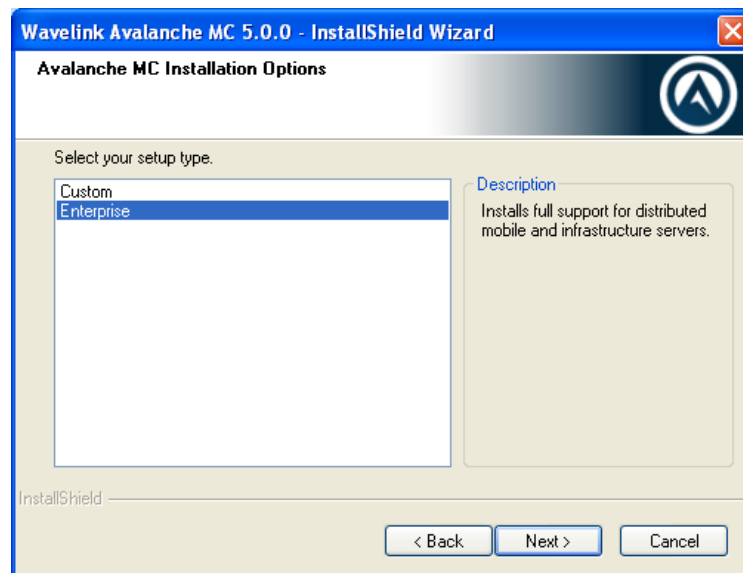 Wavelink Avalanche MC 5.0.0 - InstallShield Wizard
Avalanche MC Installation Options
Select your setup type.
Custom
Enterprise
Description
Installs full support for distributed
mobile and infrastructure servers.
InstallShield
< Back
Next >
Cancel